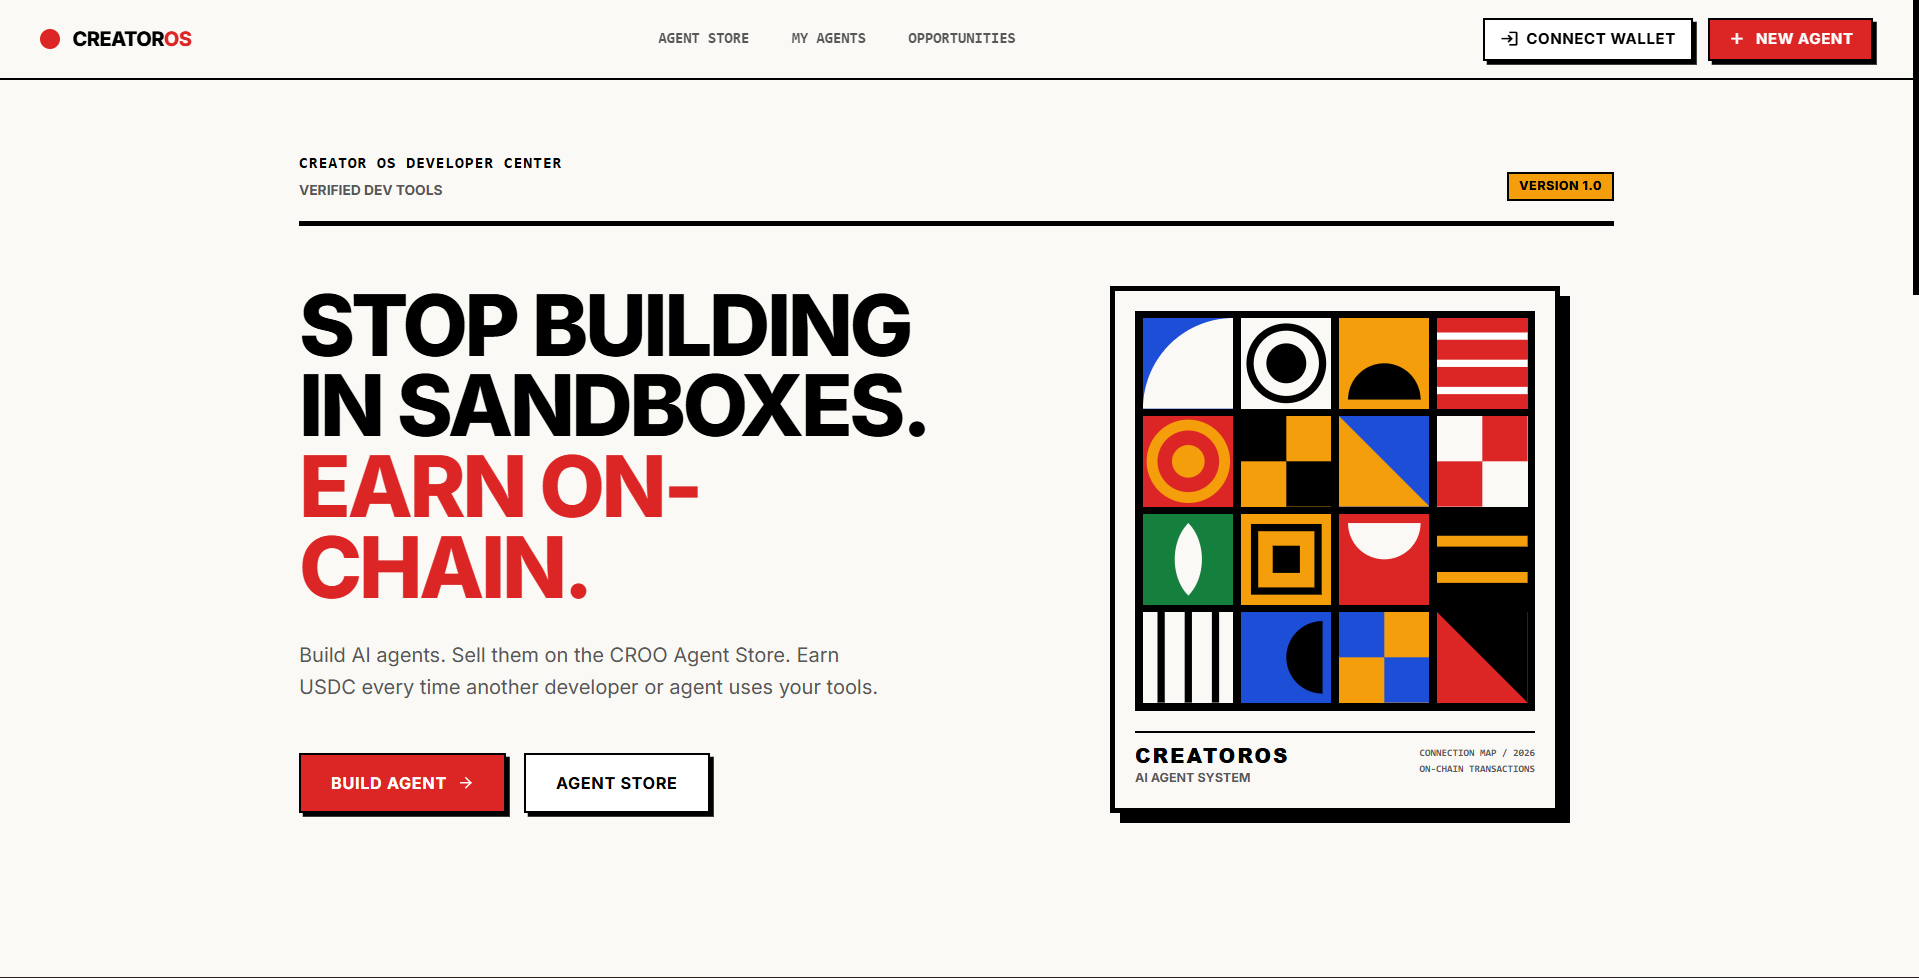 CREATOROS
AGENT STORE
MY AGENTS
OPPORTUNITIES
CONNECT WALLET
+ NEW AGENT
CREATOR OS DEVELOPER CENTER
VERIFIED DEV TOOLS
VERSION 1.0
STOP BUILDING
IN SANDBOXES.
EARN ON-
CHAIN.
Build AI agents. Sell them on the CROO Agent Store. Earn
USDC every time another developer or agent uses your tools.
BUILD AGENT →
AGENT STORE
CREATOROS
AI AGENT SYSTEM
CONNECTION MAP / 2026
ON-CHAIN TRANSACTIONS